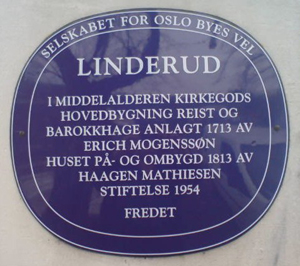 SELSKABET FOR OSLO BYES VEL
LINDERUD
I MIDDELALDEREN KIRKEGODS
HOVEDBYGNING REIST OG
BAROKKHAGE ANLAGT 1713 AV
ERICH MOGENSSØN
HUSET PÅ- OG OMBYGD 1813 AV
HAAGEN MATHIESEN
STIFTELSE 1954
FREDET